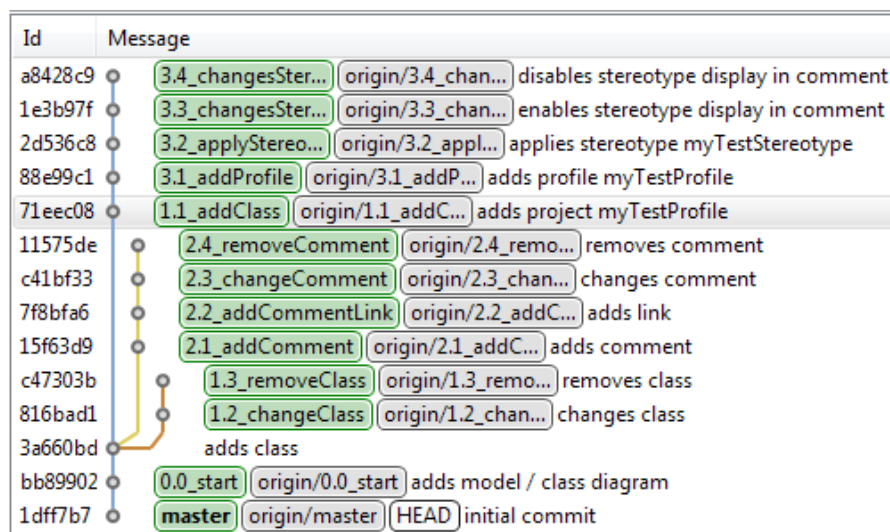 Id Message
a8428c9 3.4_changesSter... origin/3.4_chan... disables stereotype display in comment
1e3b97f 3.3_changesSter... origin/3.3_chan... enables stereotype display in comment
2d536c8 3.2_applyStereo... origin/3.2_appl... applies stereotype myTestStereotype
88e99c1 3.1_addProfile origin/3.1_addP... adds profile myTestProfile
71eec08 1.1_addClass origin/1.1_addC... adds project myTestProfile
11575de 2.4_removeComment origin/2.4_remo... removes comment
c41bf33 2.3_changeComment origin/2.3_chan... changes comment
7f8bfa6 2.2_addCommentLink origin/2.2_addC... adds link
15f63d9 2.1_addComment origin/2.1_addC... adds comment
c47303b 1.3_removeClass origin/1.3_remo... removes class
816bad1 1.2_changeClass origin/1.2_chan... changes class
3a660bd adds class
bb89902 0.0_start origin/0.0_start adds model / class diagram
1dff7b7 master origin/master HEAD initial commit